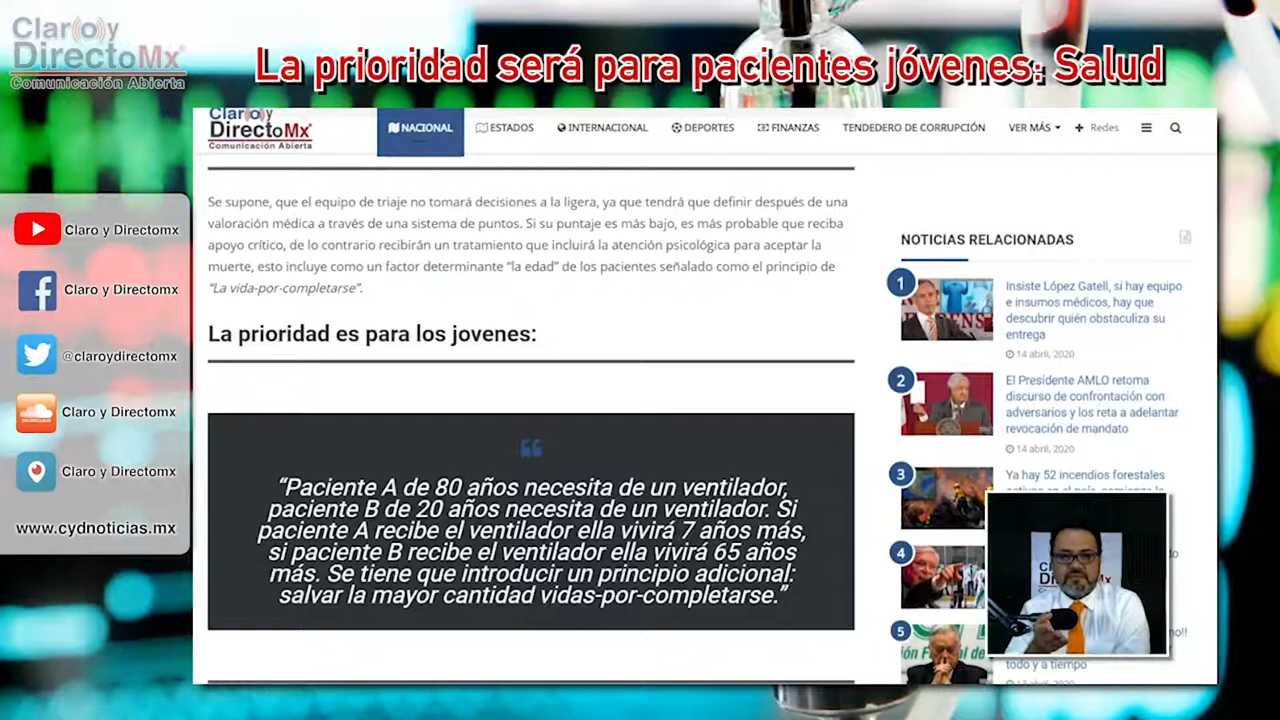 Claroy
DirectoMx
Comunicación Abierta
La prioridad será para pacientes jóvenes: Salud
Claroy
DirectoMx
Comunicación Abierta
NACIONAL
ESTADOS
INTERNACIONAL
DEPORTES
FINANZAS
TENDEDERO DE CORRUPCIÓN
VER MÁS
Redes
Se supone, que el equipo de triaje no tomará decisiones a la ligera, ya que tendrá que definir después de una
valoración médica a través de una sistema de puntos. Si su puntaje es más bajo, es más probable que reciba
apoyo crítico, de lo contrario recibirán un tratamiento que incluirá la atención psicológica para aceptar la
muerte, esto incluye como un factor determinante “la edad” de los pacientes señalado como el principio de
“La vida-por-completarse”.
La prioridad es para los jovenes:
“Paciente A de 80 años necesita de un ventilador,
paciente B de 20 años necesita de un ventilador. Si
paciente A recibe el ventilador ella vivirá 7 años más,
si paciente B recibe el ventilador ella vivirá 65 años
más. Se tiene que introducir un principio adicional:
salvar la mayor cantidad vidas-por-completarse.”
Claro y Directomx
Claro y Directomx
@claroydirectomx
Claro y Directomx
Claro y Directomx
www.cydnoticias.mx
NOTICIAS RELACIONADAS
1
Insiste López Gatell, si hay equipo
e insumos médicos, hay que
descubrir quién obstaculiza su
entrega
14 abril, 2020
2
El Presidente AMLO retoma
discurso de confrontación con
adversarios y los reta a adelantar
revocación de mandato
14 abril, 2020
3
Ya hay 52 incendios forestales
4
5
todo y a tiempo